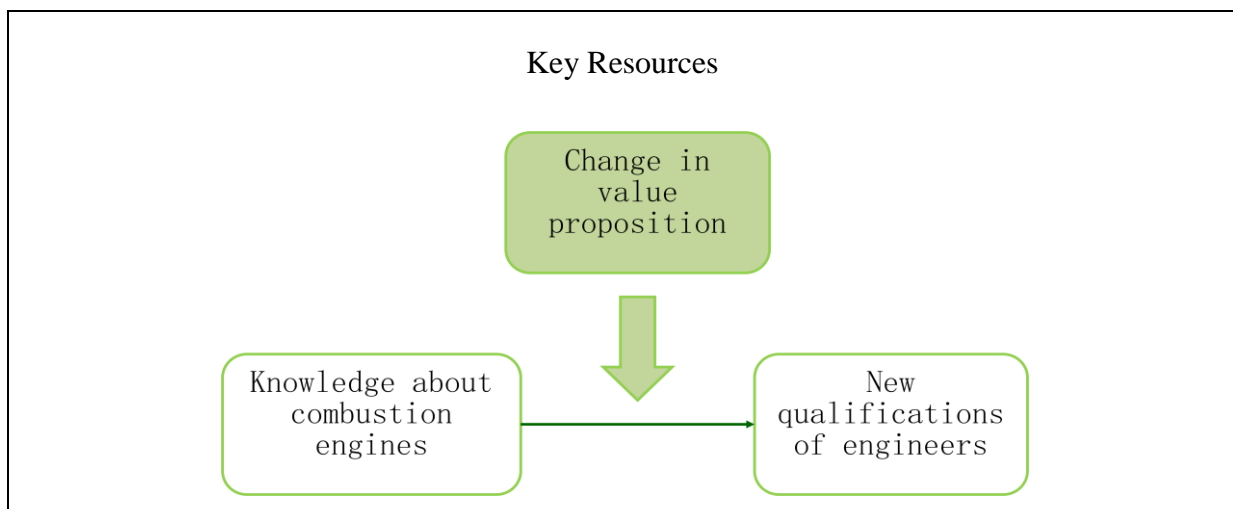 Key Resources
Change in
value
proposition
Knowledge about
combustion
engines
New
qualifications
of engineers